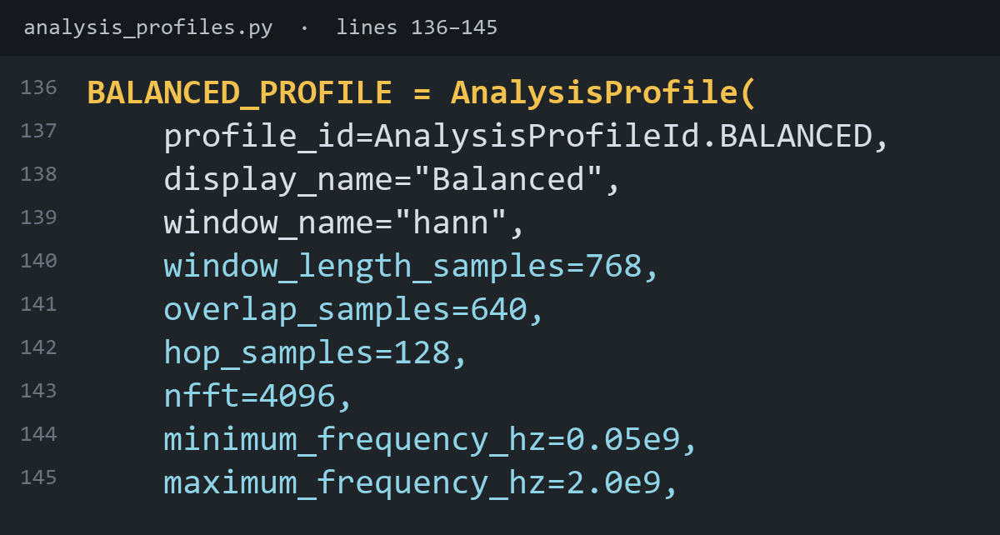 analysis_profiles.py · lines 136–145
136 BALANCED_PROFILE = AnalysisProfile(
137     profile_id=AnalysisProfileId.BALANCED,
138     display_name="Balanced",
139     window_name="hann",
140     window_length_samples=768,
141     overlap_samples=640,
142     hop_samples=128,
143     nfft=4096,
144     minimum_frequency_hz=0.05e9,
145     maximum_frequency_hz=2.0e9,